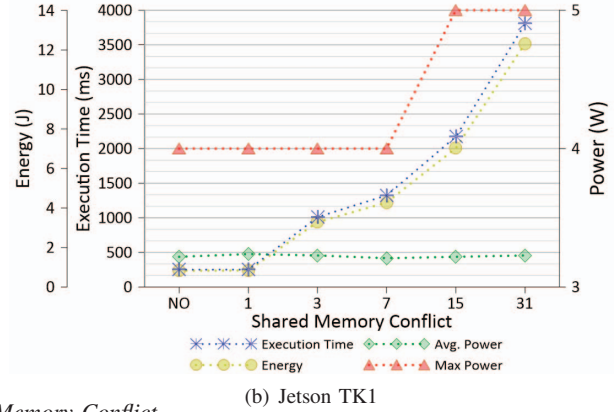 14
12
10
8
6
4
2
0
Energy (J)
4000
3500
3000
2500
2000
1500
1000
500
0
Execution Time (ms)
5
4
3
Power (W)
NO 1 3 7 15 31
Shared Memory Conflict
Execution Time Avg. Power
Energy Max Power
(b) Jetson TK1
Memory Conflict